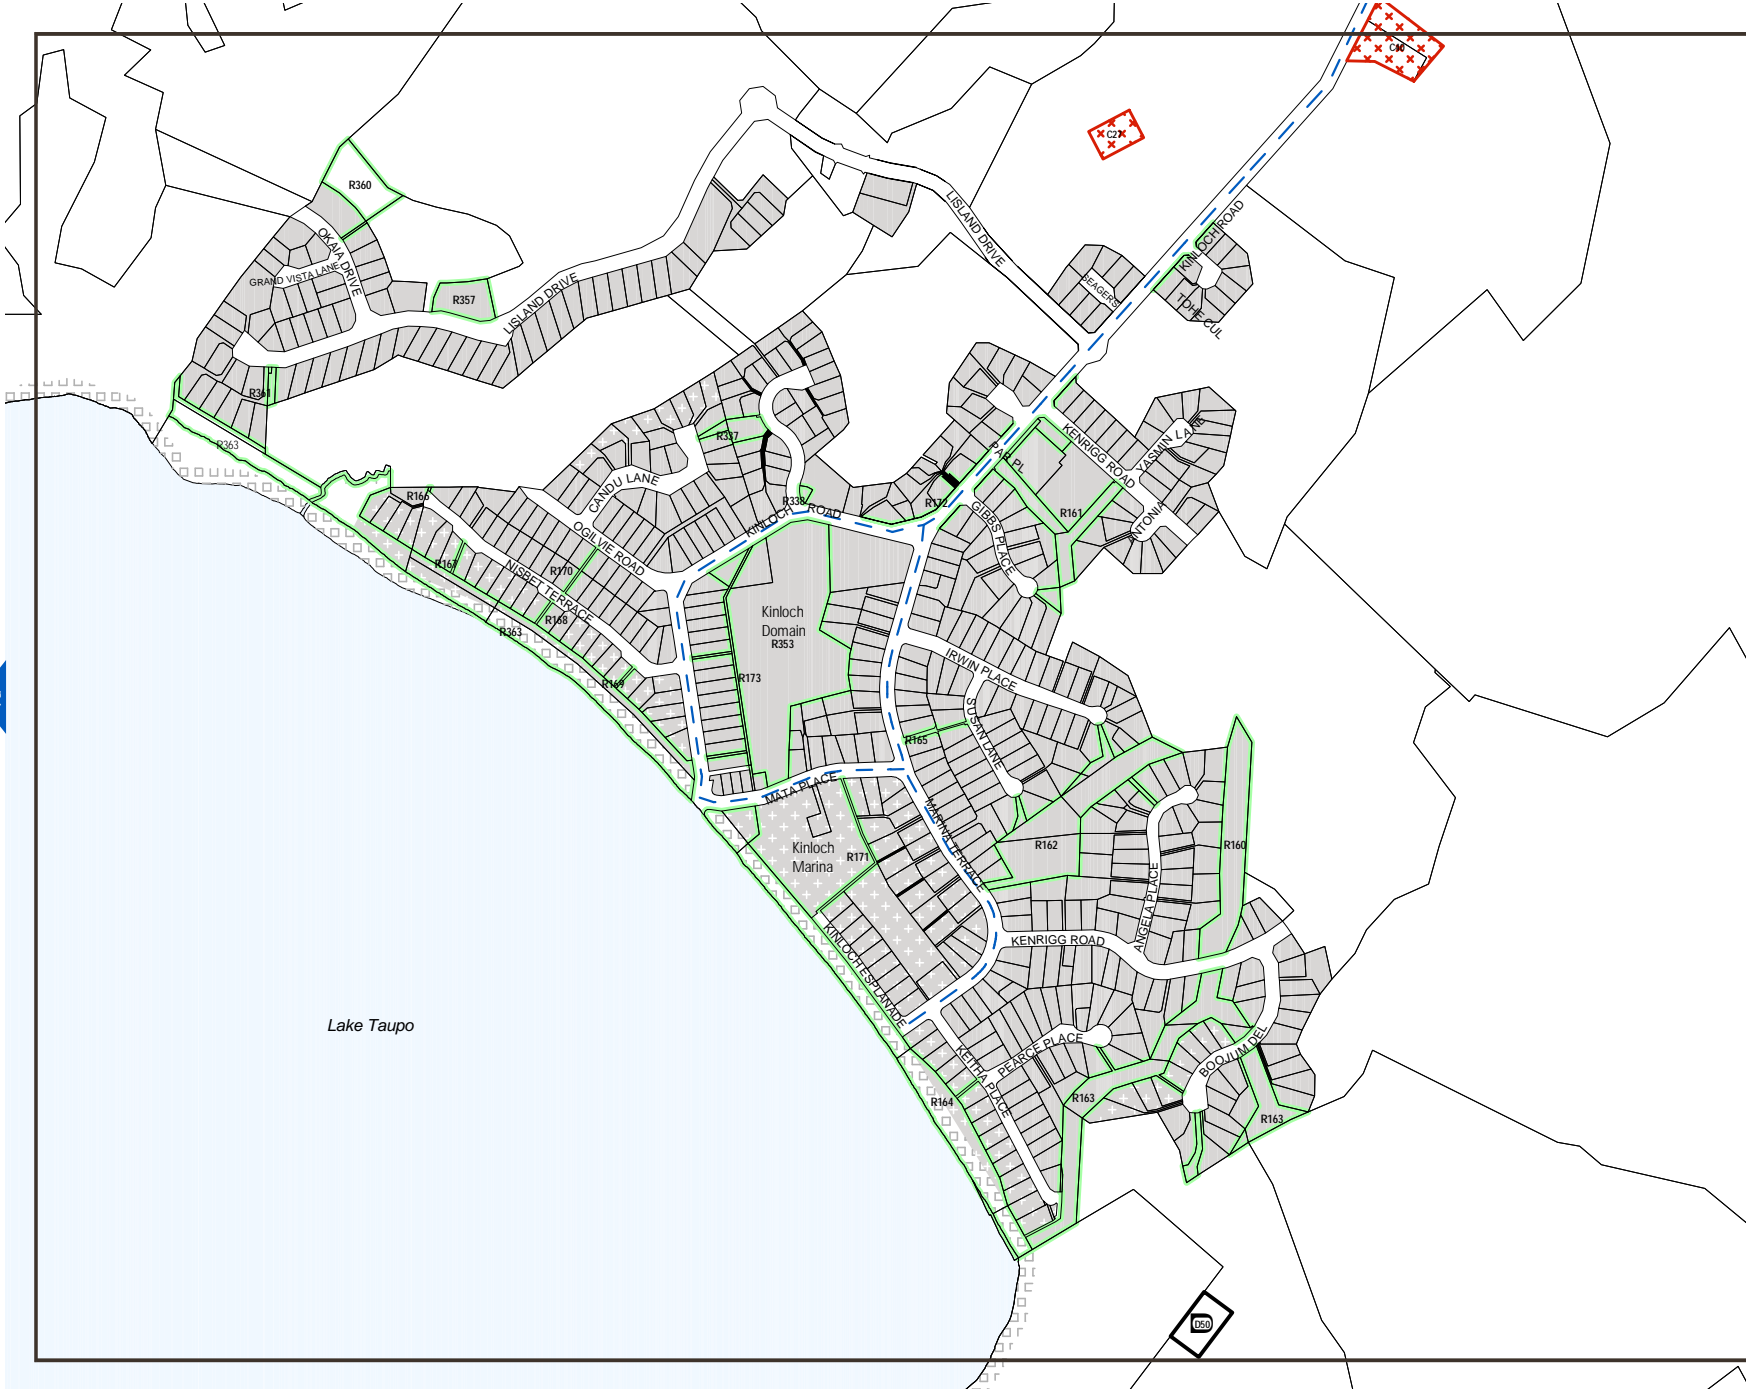 C27
R360
OKAIA DRIVE
GRAND VISTA LANE
R357
LISLAND DRIVE
LISLAND DRIVE
KINLOCH ROAD
SEAGERS
TOHE CUL
R361
R363
R337
CANDU LANE
R338
KINLOCH ROAD
PAR PL
KENRIGG ROAD
YASMIN LANE
R172
R161
ANTONIA
GIBBS PLACE
R166
OGILVIE ROAD
R167
R170
NISBET TERRACE
R168
R363
R169
Kinloch
Domain
R353
R173
IRWIN PLACE
SUSAN LANE
R165
MATA PLACE
MARINA TERRACE
Kinloch
Marina
R171
R162
R160
ANGELA PLACE
KENRIGG ROAD
KINLOCH ESPLANADE
Lake Taupo
PEARCE PLACE
KEITHA PLACE
BOOJUM DEL
R164
R163
R163
D50